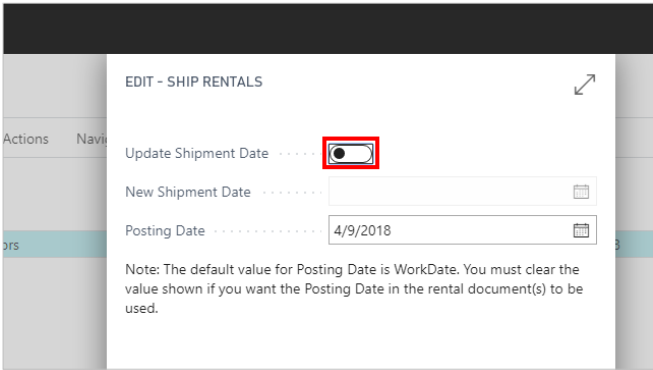 EDIT - SHIP RENTALS
Actions
Update Shipment Date
New Shipment Date
Posting Date 4/9/2018
Note: The default value for Posting Date is WorkDate. You must clear the
value shown if you want the Posting Date in the rental document(s) to be
used.